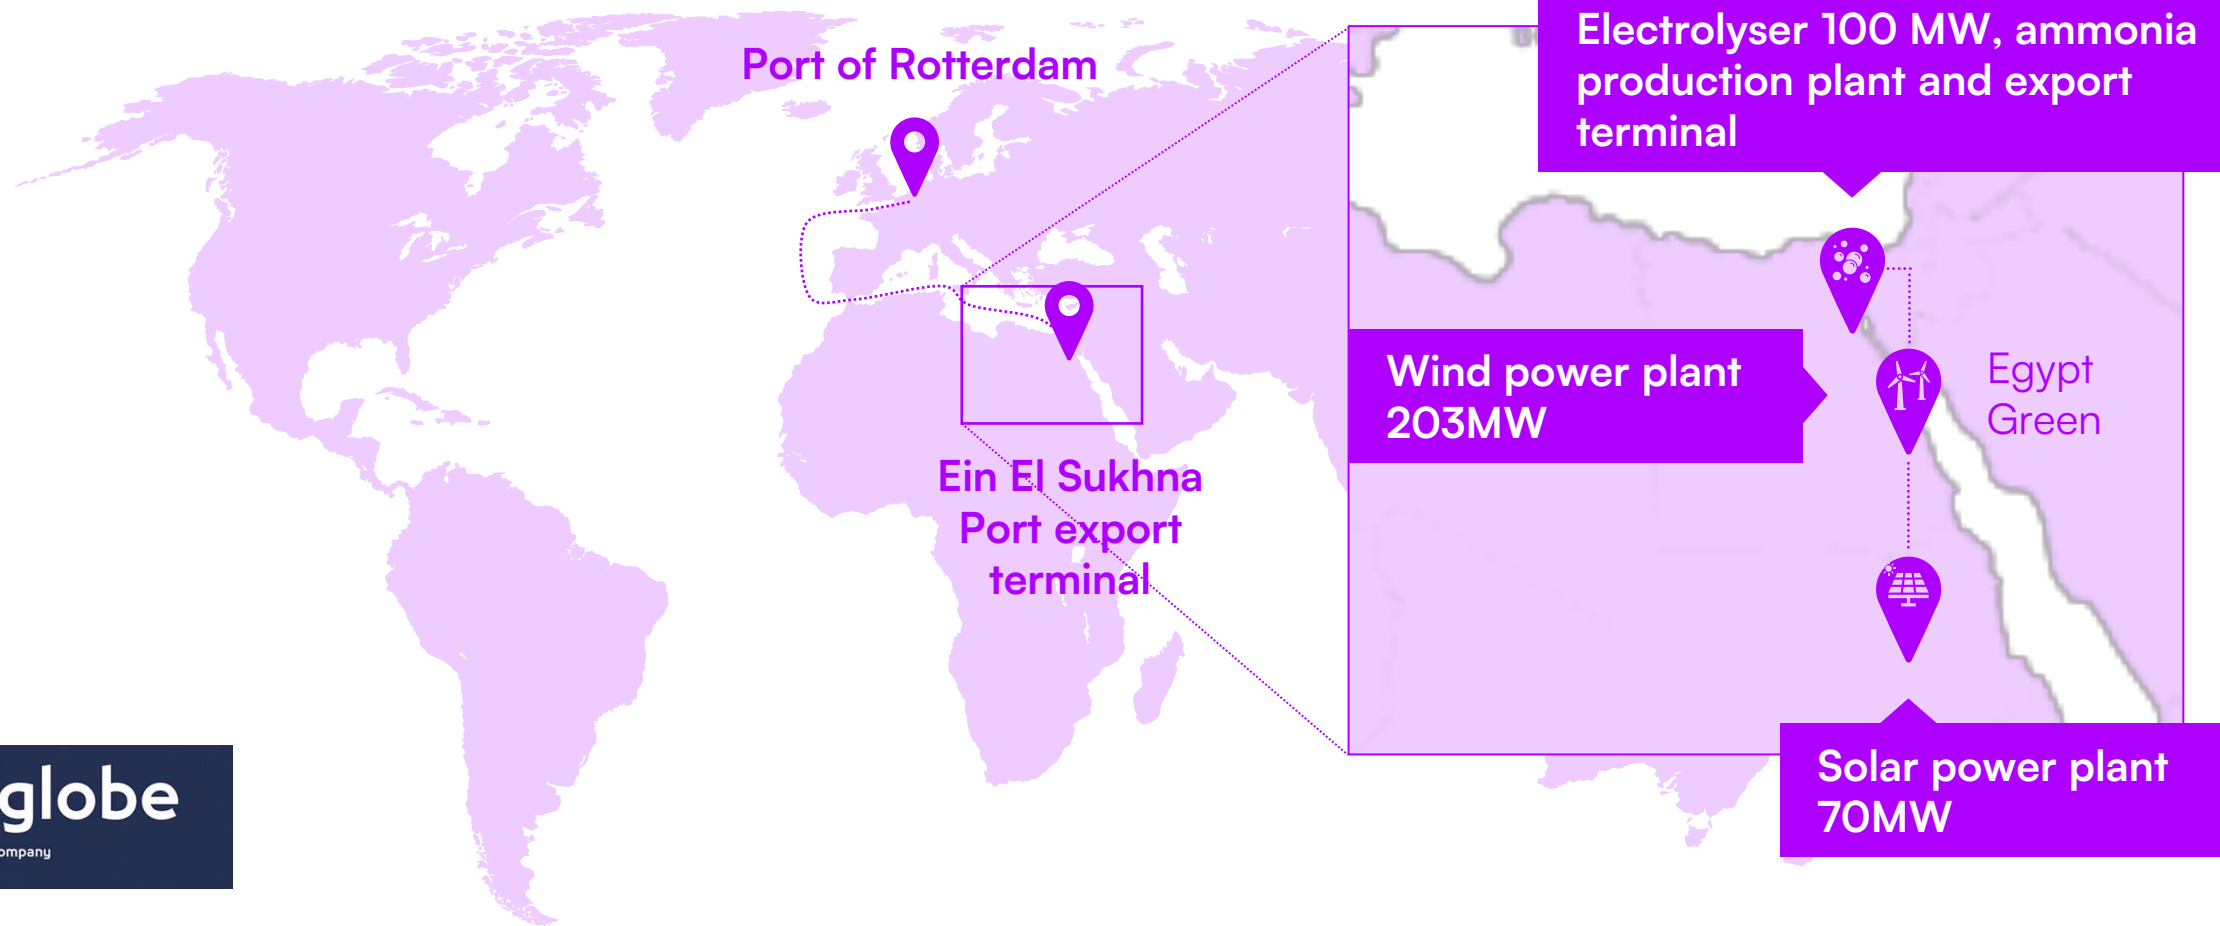 Port of Rotterdam
Ein El Sukhna
Port export
terminal
Electrolyser 100 MW, ammonia
production plant and export
terminal
Wind power plant
203MW
Egypt
Green
Solar power plant
70MW
globe
ompany